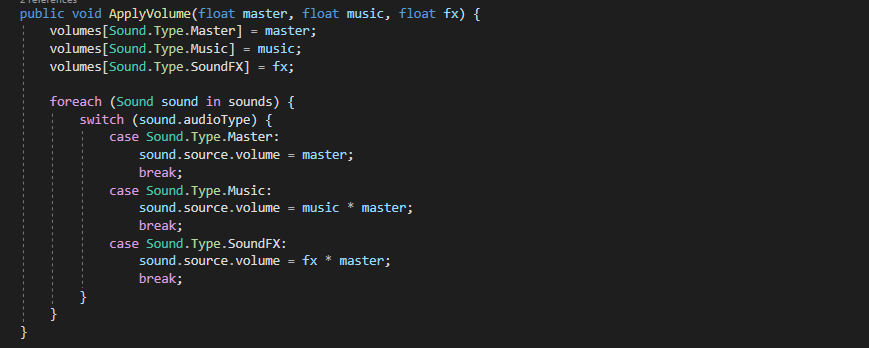 2 references
public void ApplyVolume(float master, float music, float fx) {
    volumes[Sound.Type.Master] = master;
    volumes[Sound.Type.Music] = music;
    volumes[Sound.Type.SoundFX] = fx;

    foreach (Sound sound in sounds) {
        switch (sound.audioType) {
            case Sound.Type.Master:
                sound.source.volume = master;
                break;
            case Sound.Type.Music:
                sound.source.volume = music * master;
                break;
            case Sound.Type.SoundFX:
                sound.source.volume = fx * master;
                break;
        }
    }
}